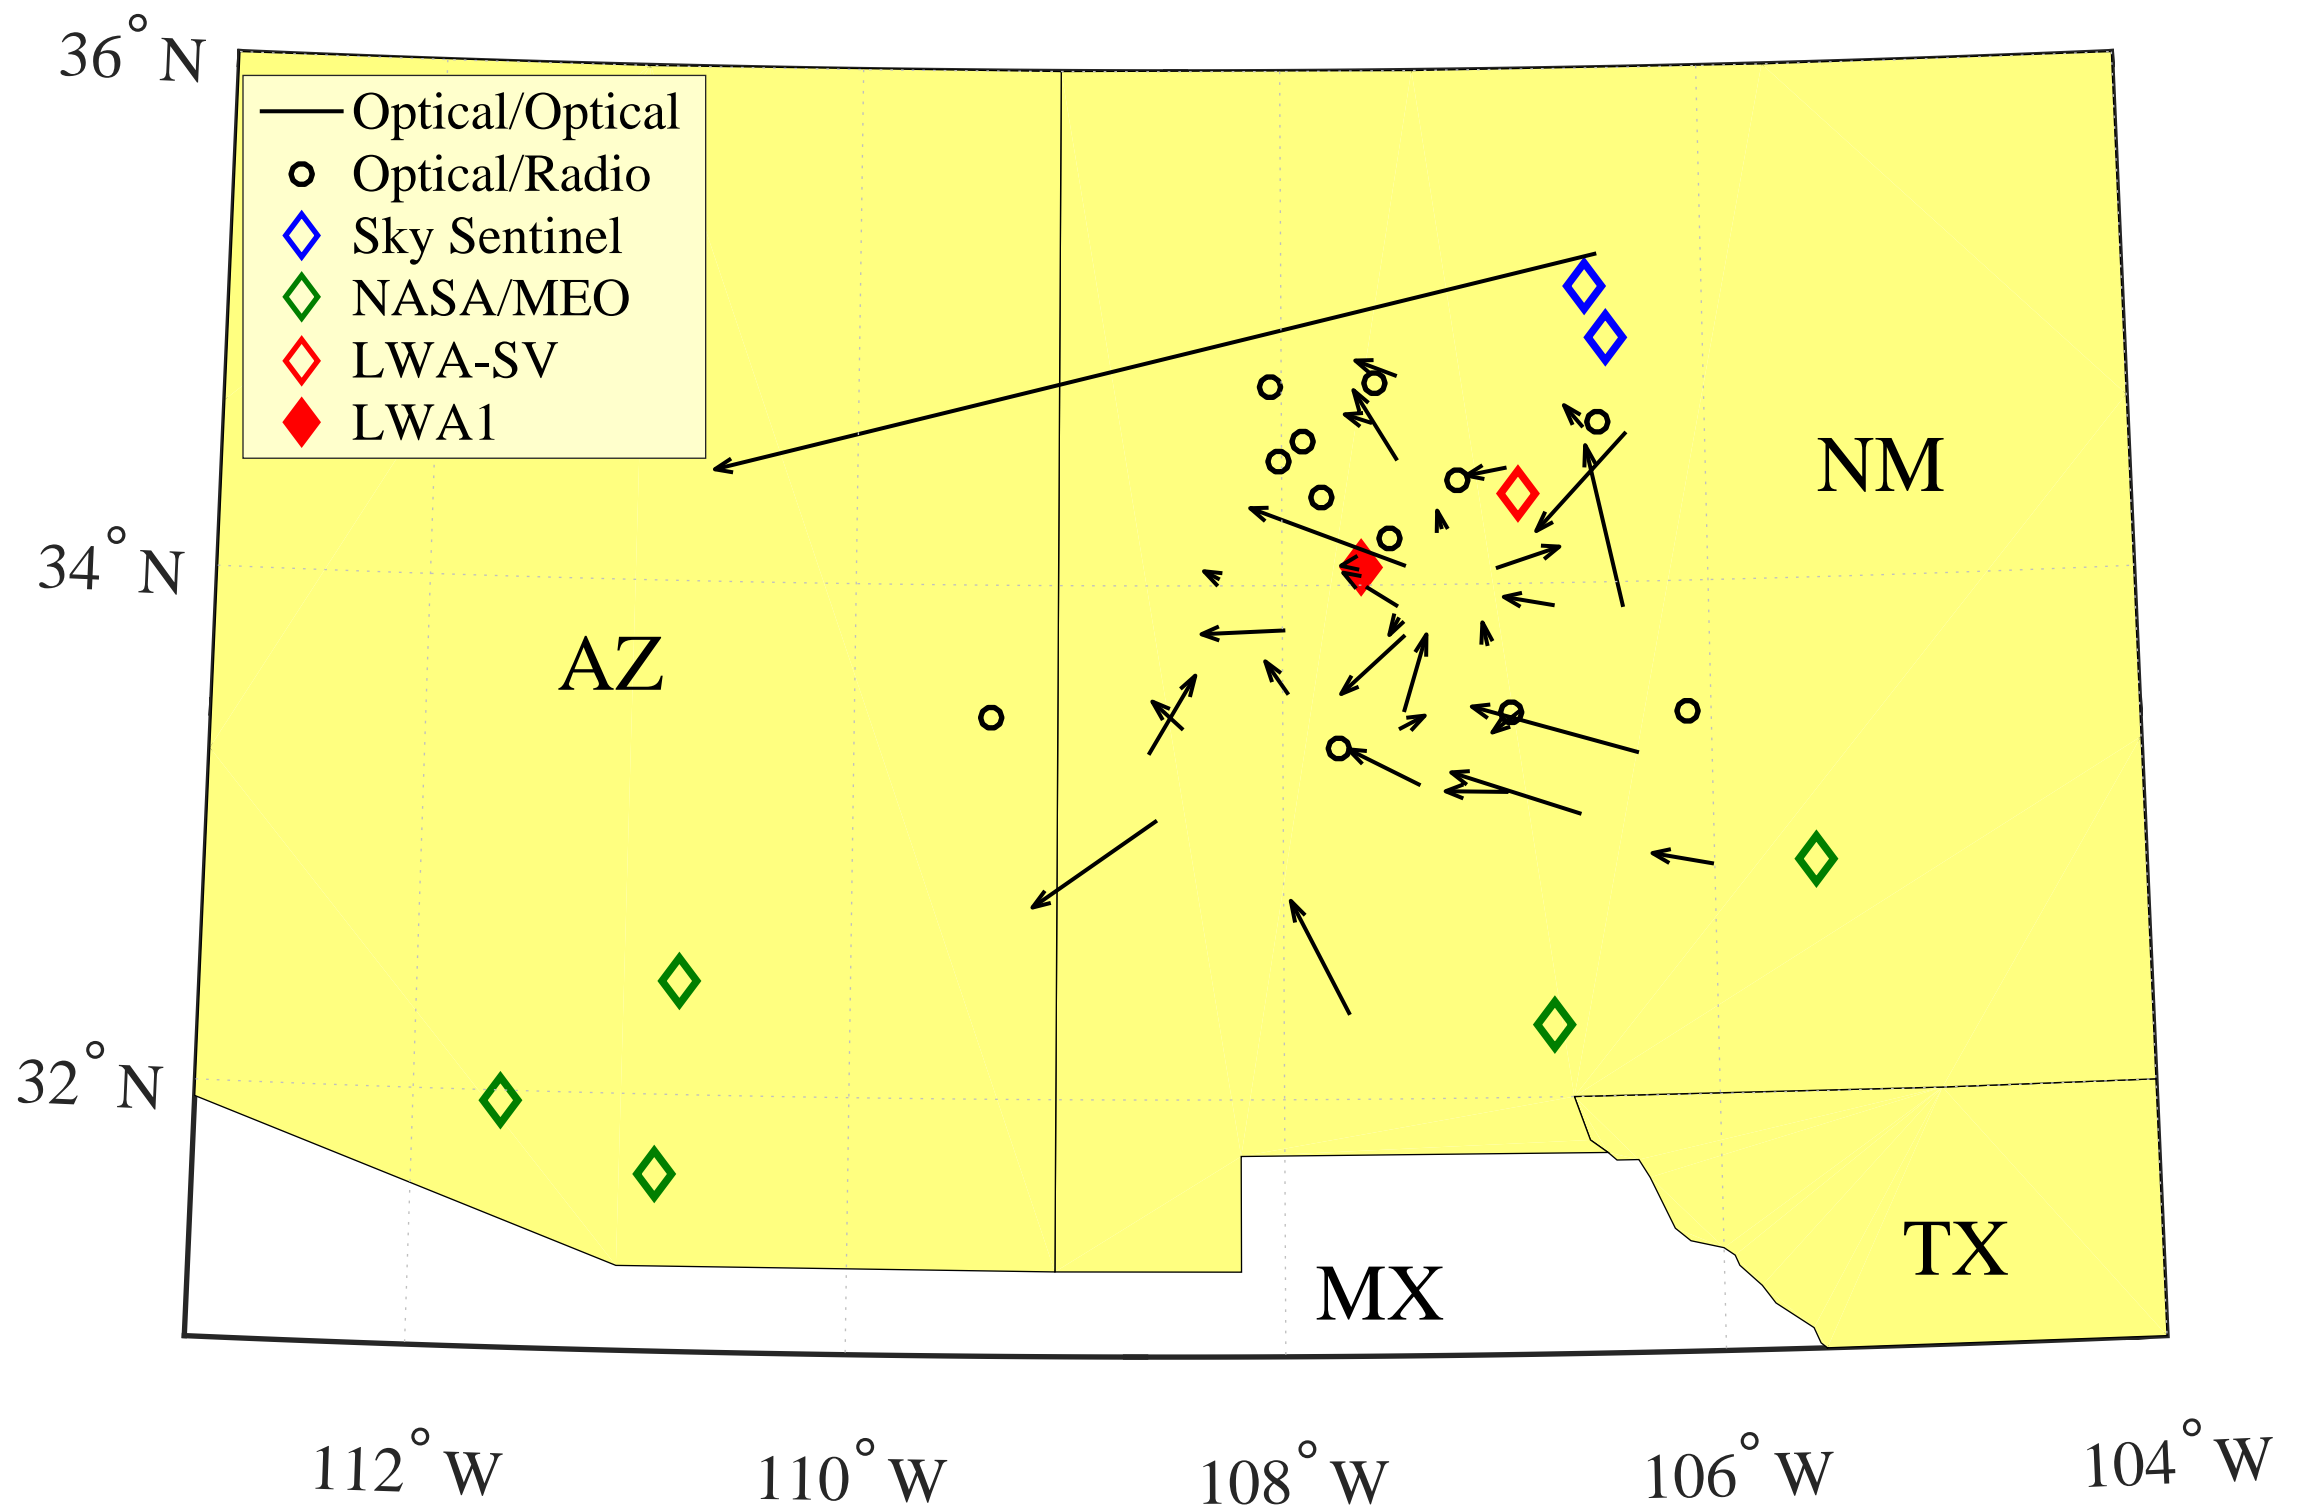 36° N
Optical/Optical
Optical/Radio
Sky Sentinel
NASA/MEO
LWA-SV
LWA1
NM
34° N
AZ
32° N
TX
MX
112° W
110° W
108° W
106° W
104° W